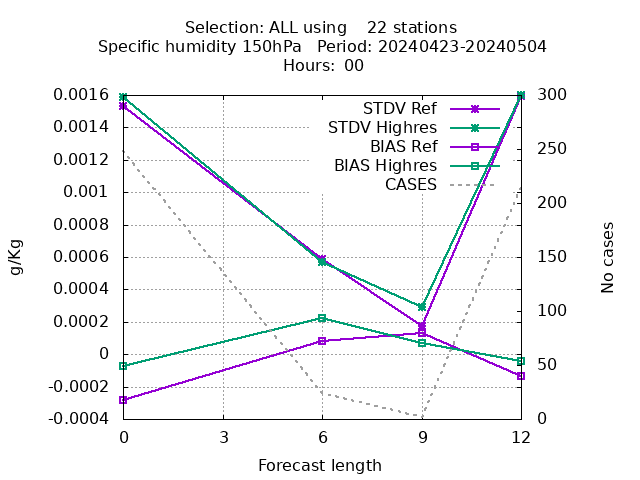 Selection: ALL using    22 stations
Specific humidity 150hPa   Period: 20240423-20240504
Hours: 00
STDV Ref
STDV Highres
BIAS Ref
BIAS Highres
CASES
0.0016
0.0014
0.0012
0.001
0.0008
0.0006
0.0004
0.0002
0
-0.0002
-0.0004
300
250
200
150
100
50
0
g/Kg
No cases
0 3 6 9 12
Forecast length